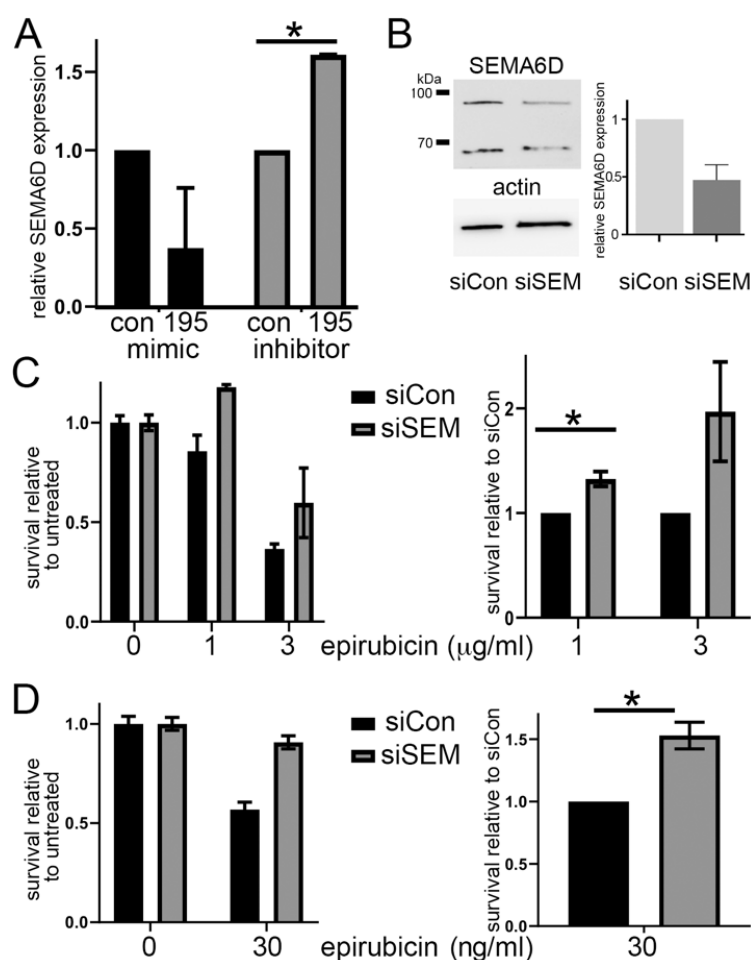 A
relative SEMA6D expression
1.5
1.0
0.5
0.0
*
con 195 con 195
mimic inhibitor
B
SEMA6D
kDa
100
70
actin
siCon siSEM
relative SEMA6D expression
1
0.5
0
siCon siSEM
C
survival relative
to untreated
1.0
0.5
0.0
0 1 3 epirubicin (µg/ml) 1 3
siCon
siSEM
survival relative to siCon
2
1
0
*
D
survival relative
to untreated
1.0
0.5
0.0
0 30 epirubicin (ng/ml) 30
siCon
siSEM
survival relative to siCon
1.5
1.0
0.5
0.0
*